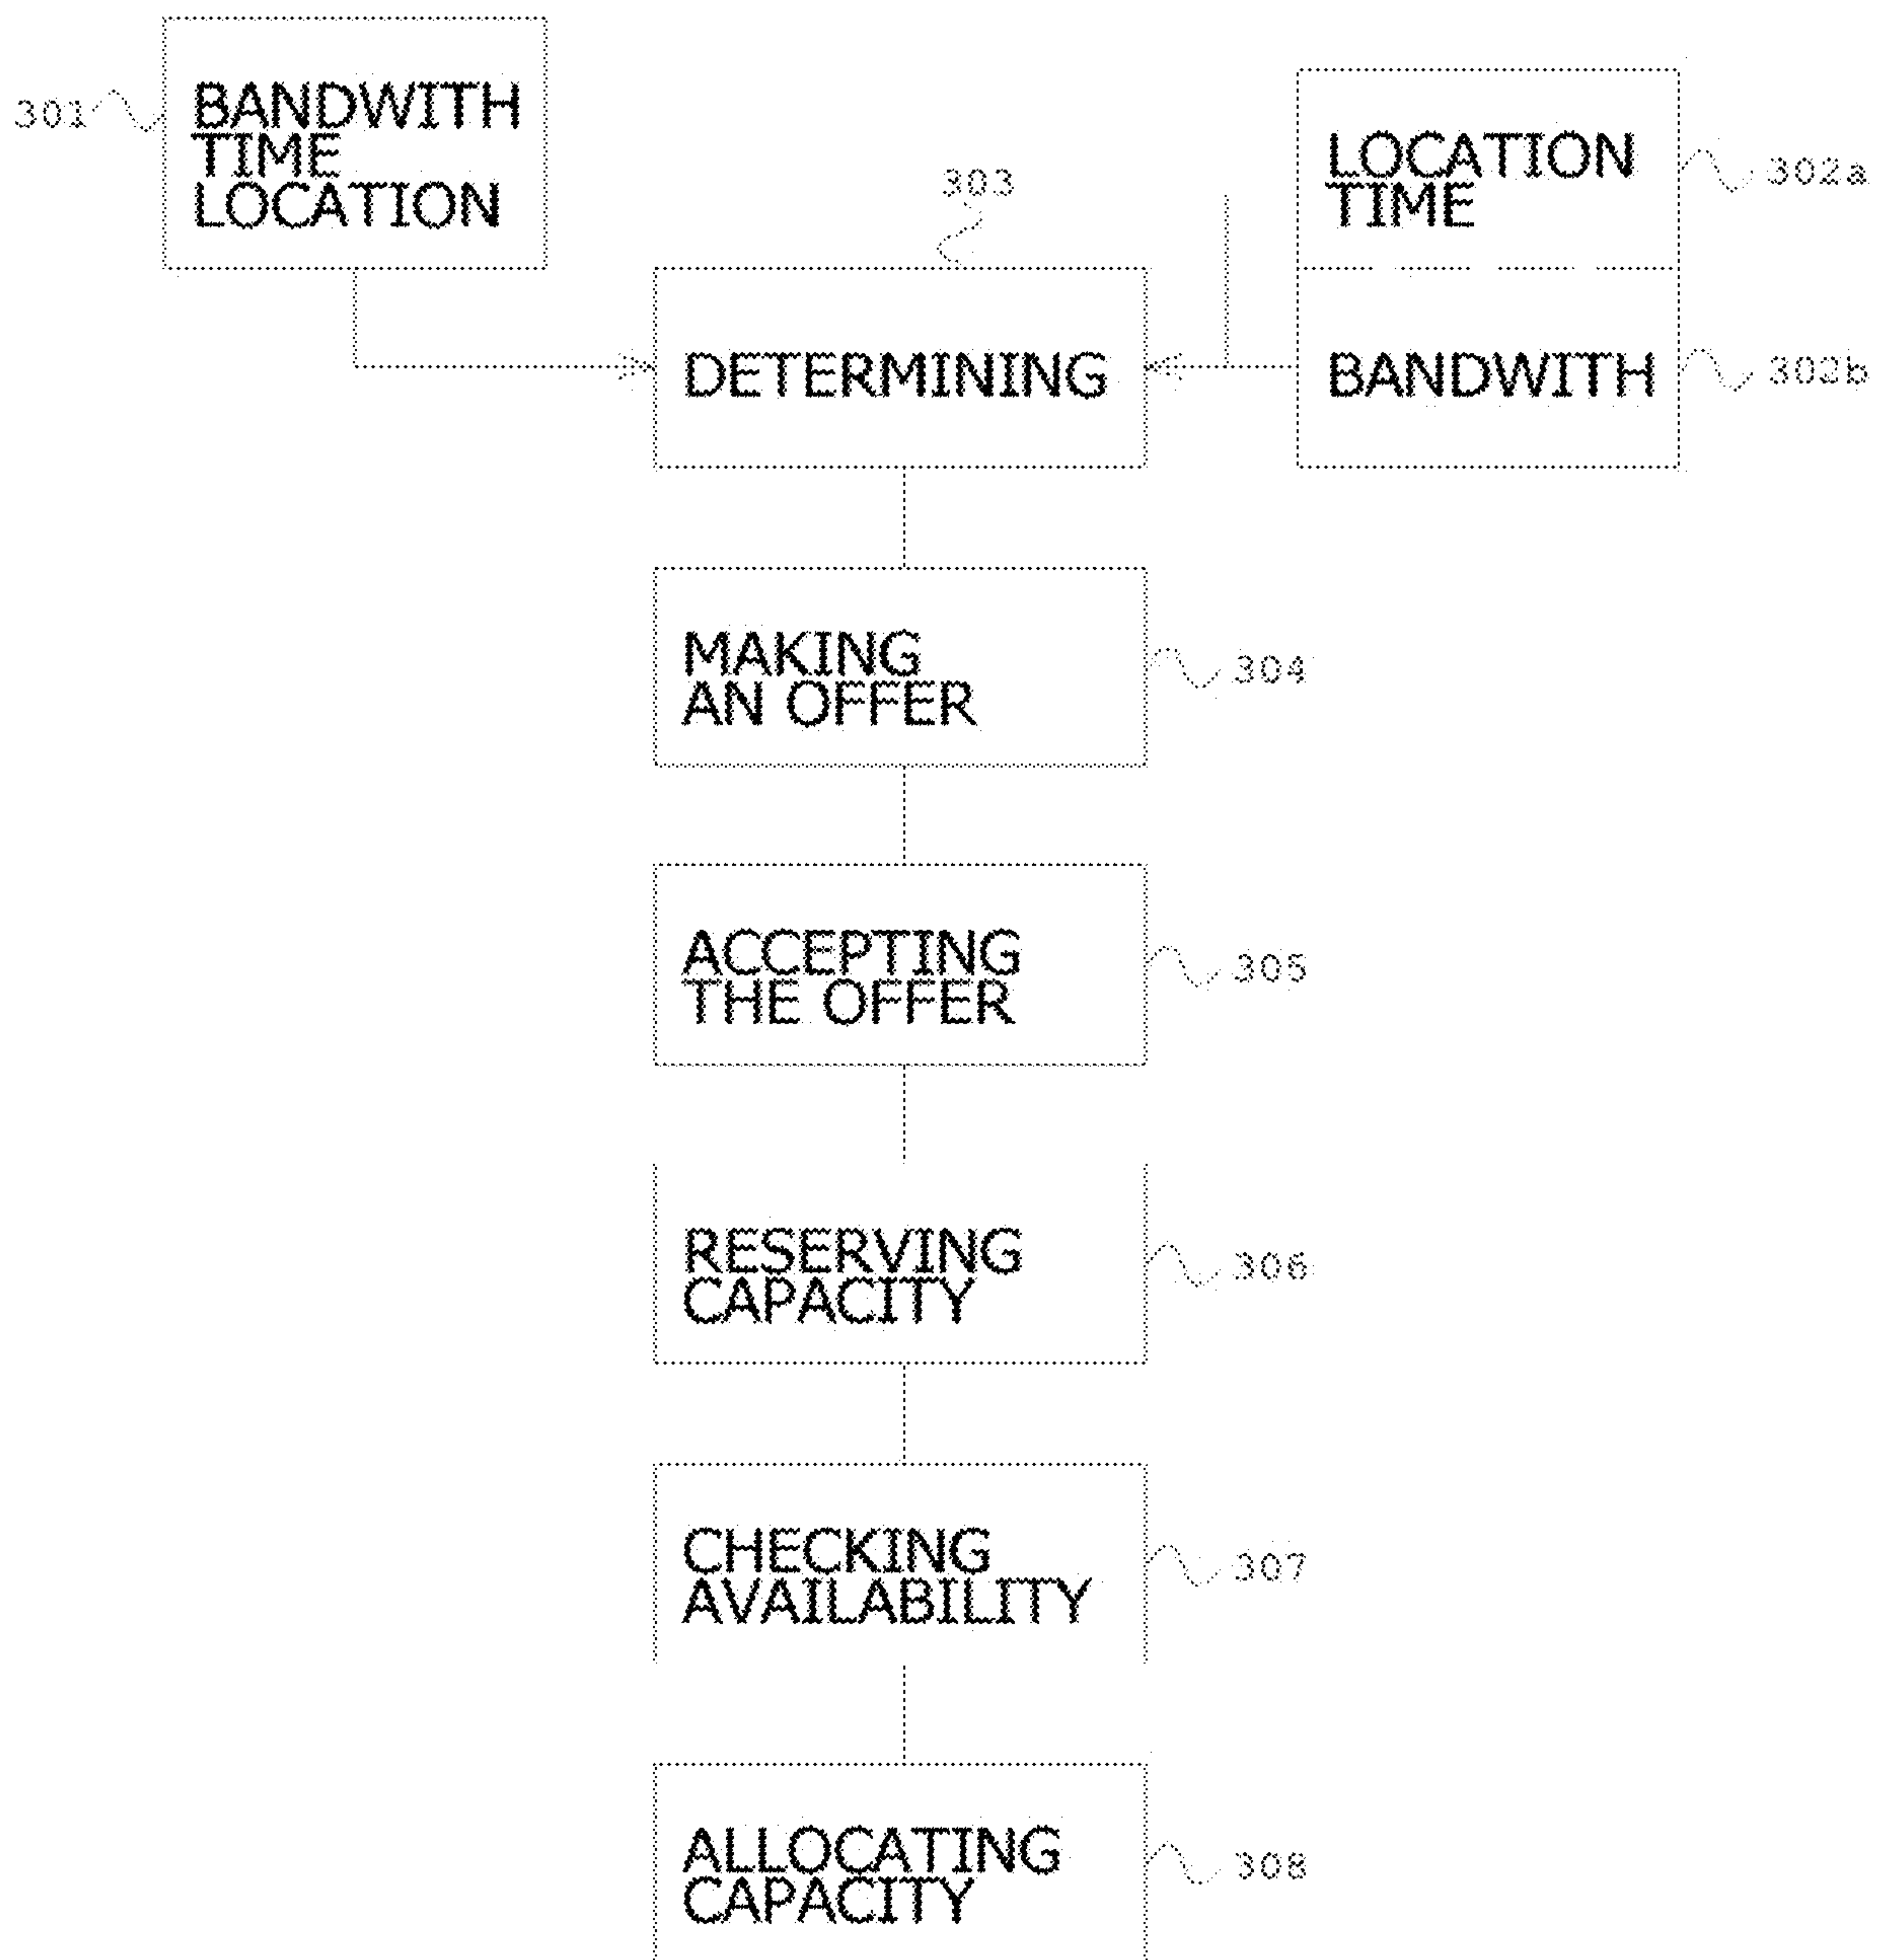 301
BANDWITH
TIME
LOCATION
303
LOCATION
TIME
302a
DETERMINING
BANDWITH
302b
MAKING
AN OFFER
304
ACCEPTING
THE OFFER
305
RESERVING
CAPACITY
306
CHECKING
AVAILABILITY
307
ALLOCATING
CAPACITY
308